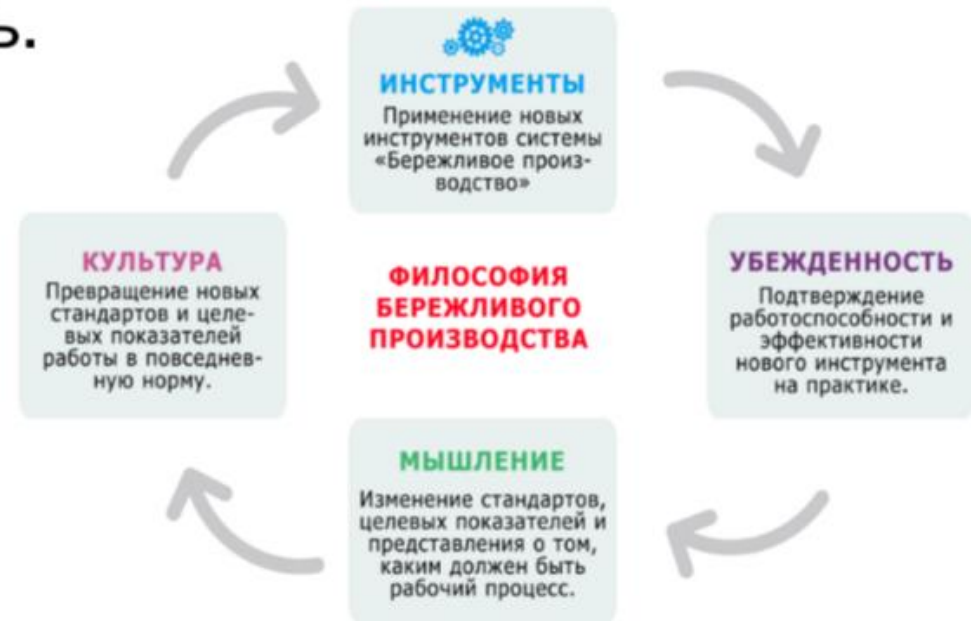 ь.
ИНСТРУМЕНТЫ
Применение новых
инструментов системы
«Бережливое произ-
водство»
КУЛЬТУРА
Превращение новых
стандартов и целе-
вых показателей
работы в повседнев-
ную норму.
ФИЛОСОФИЯ
БЕРЕЖЛИВОГО
ПРОИЗВОДСТВА
УБЕЖДЕННОСТЬ
Подтверждение
работоспособности и
эффективности
нового инструмента
на практике.
МЫШЛЕНИЕ
Изменение стандартов,
целевых показателей и
представления о том,
каким должен быть
рабочий процесс.